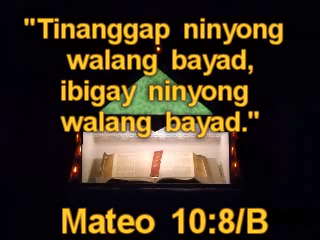 "Tinanggap ninyong
walang bayad,
ibigay ninyong
walang bayad."
Mateo 10:8/B